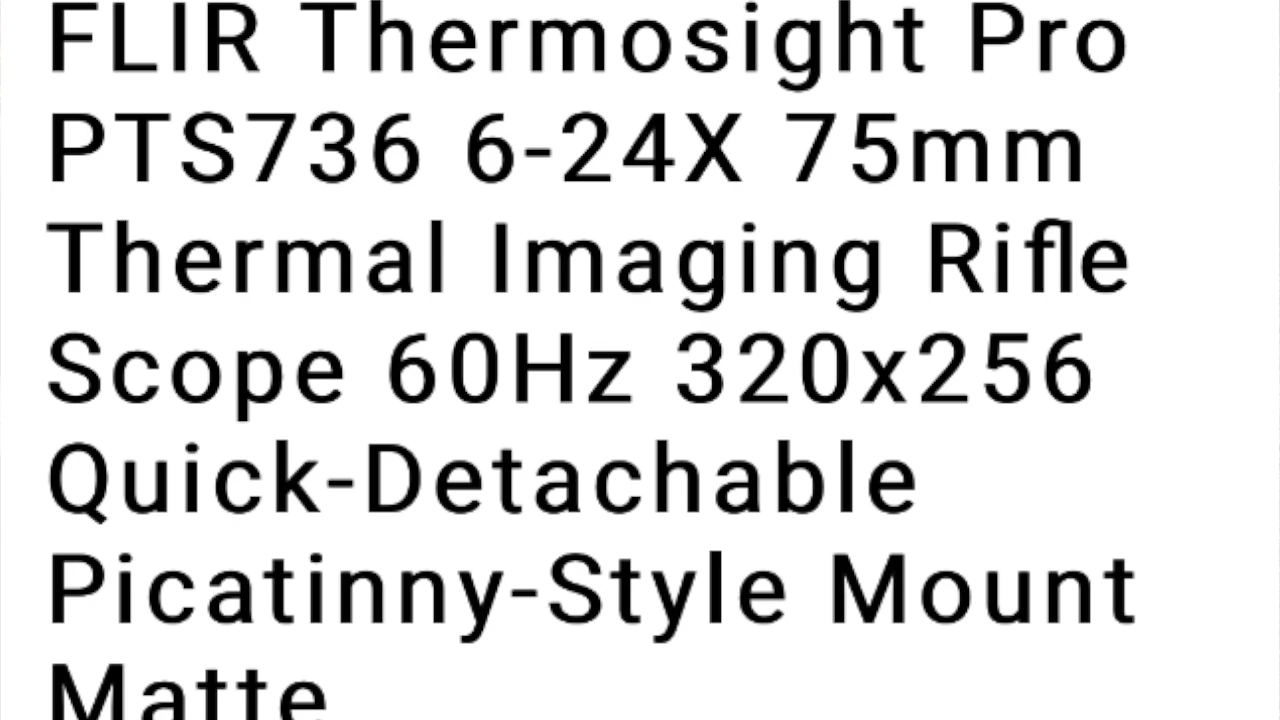 FLIR Thermosight Pro
PTS736 6-24X 75mm
Thermal Imaging Rifle
Scope 60Hz 320x256
Quick-Detachable
Picatinny-Style Mount
Matte